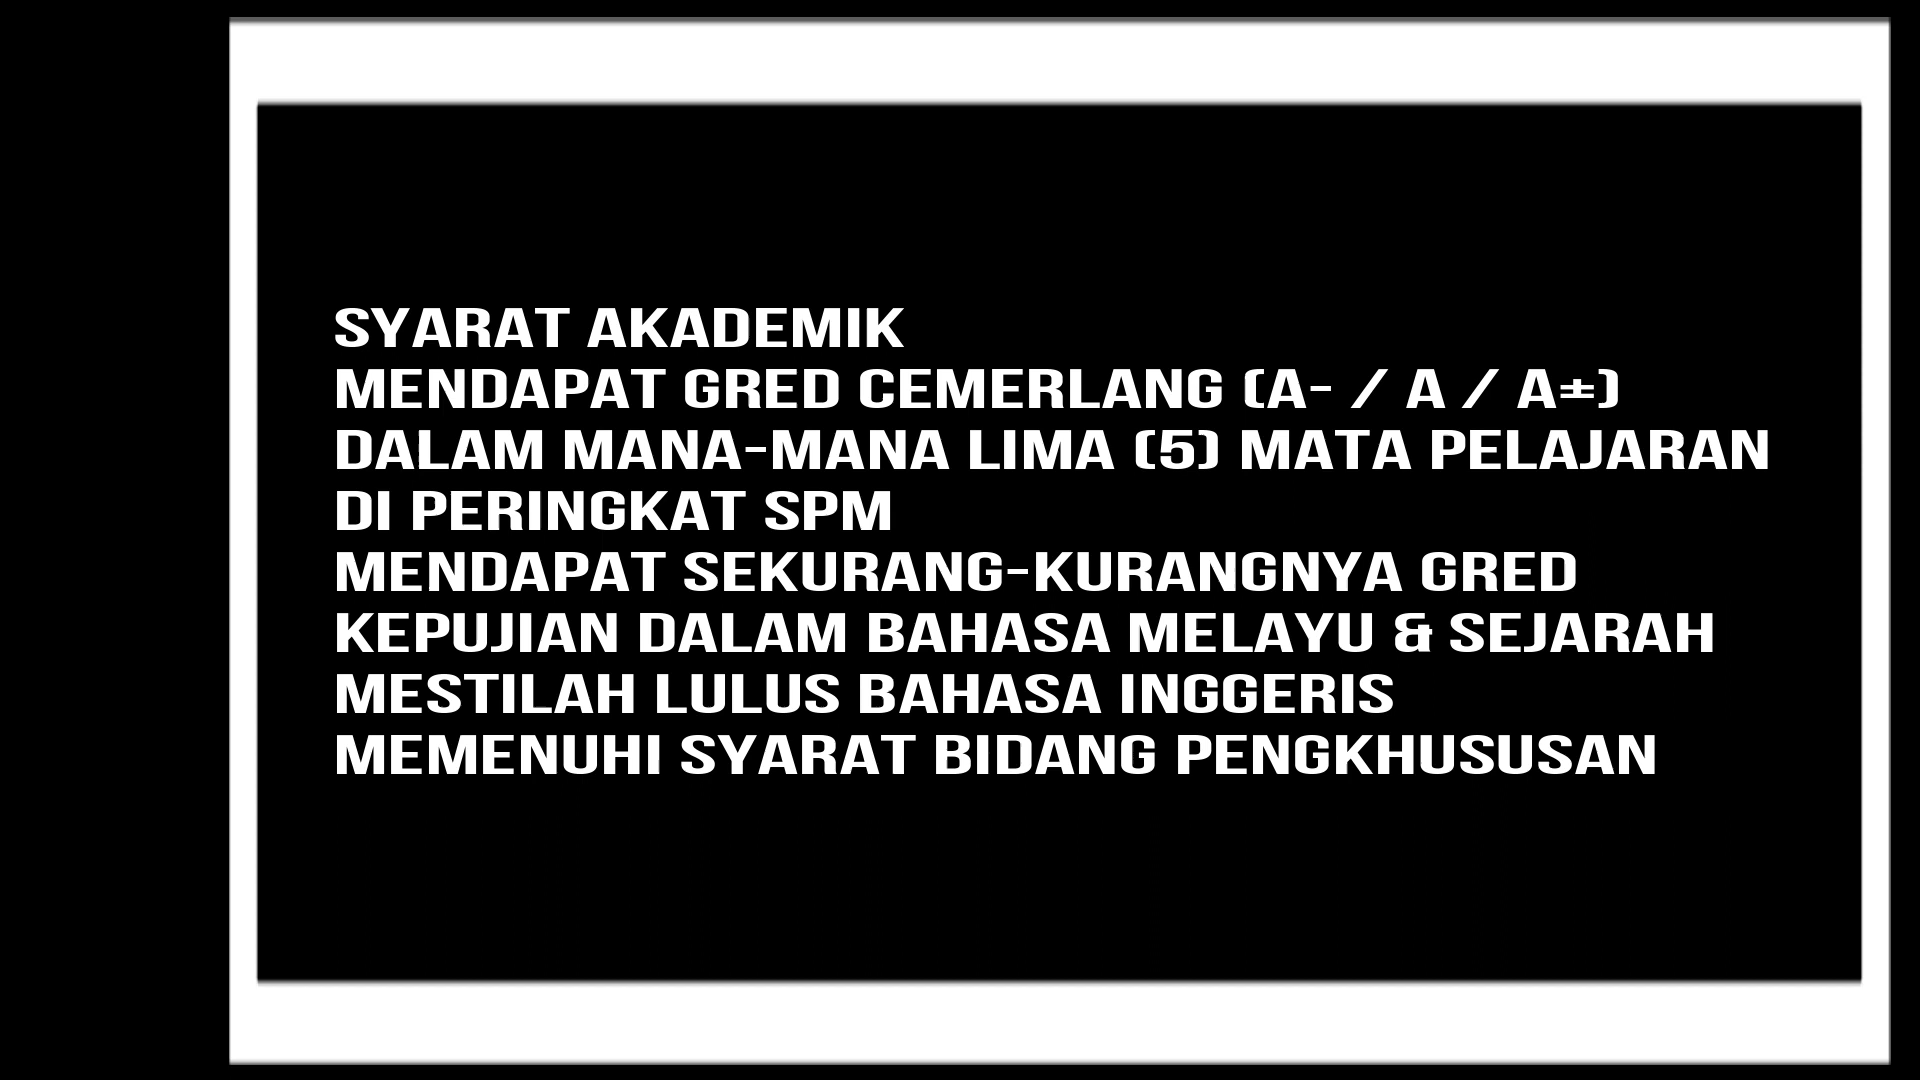 SYARAT AKADEMIK
MENDAPAT GRED CEMERLANG (A- / A / A±)
DALAM MANA-MANA LIMA (5) MATA PELAJARAN
DI PERINGKAT SPM
MENDAPAT SEKURANG-KURANGNYA GRED
KEPUJIAN DALAM BAHASA MELAYU & SEJARAH
MESTILAH LULUS BAHASA INGGERIS
MEMENUHI SYARAT BIDANG PENGKHUSUSAN